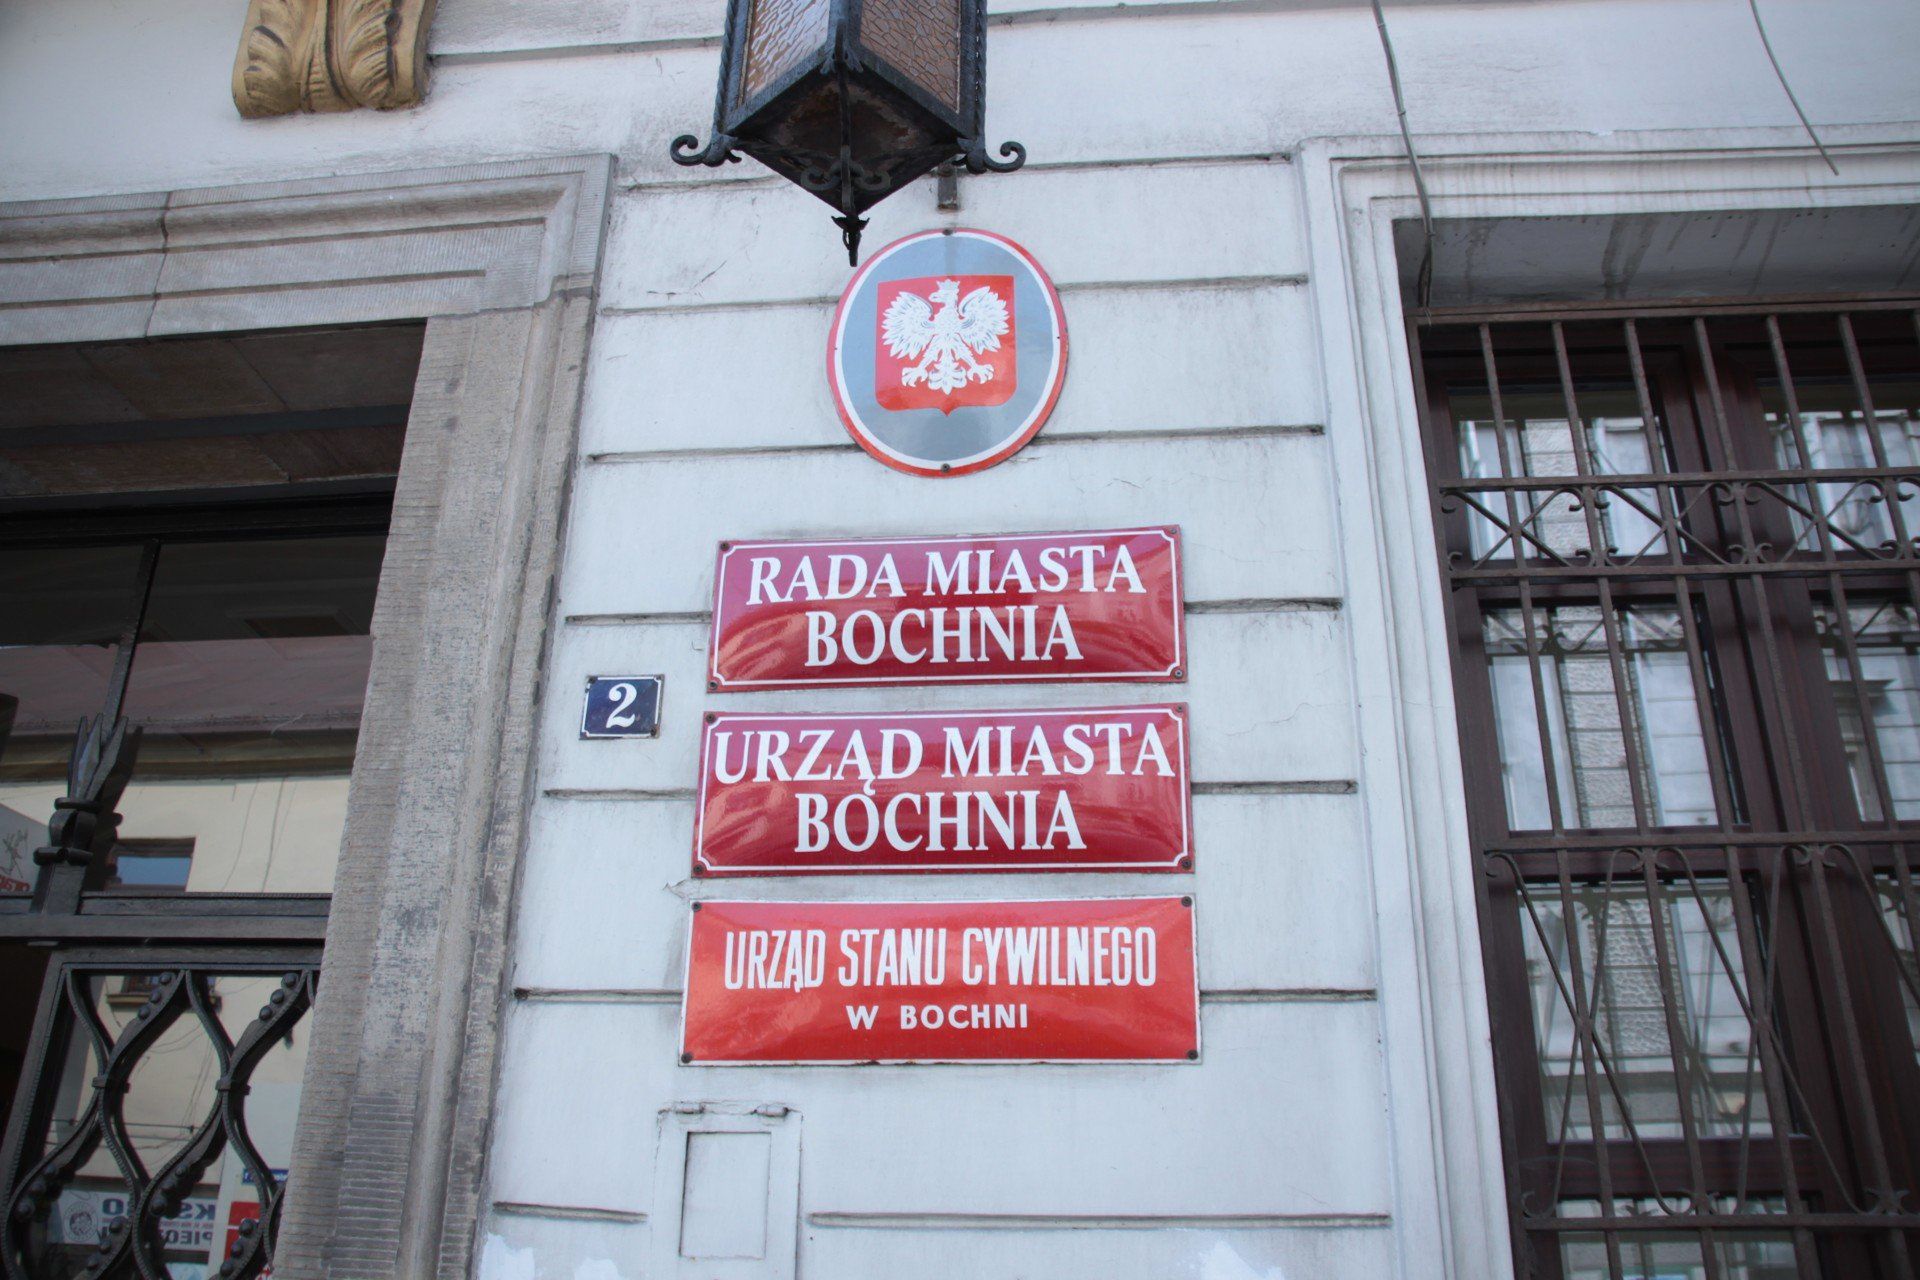 RADA MIASTA
BOCHNIA
2
URZĄD MIASTA
BOCHNIA
URZĄD STANU CYWILNEGO
W BOCHNI